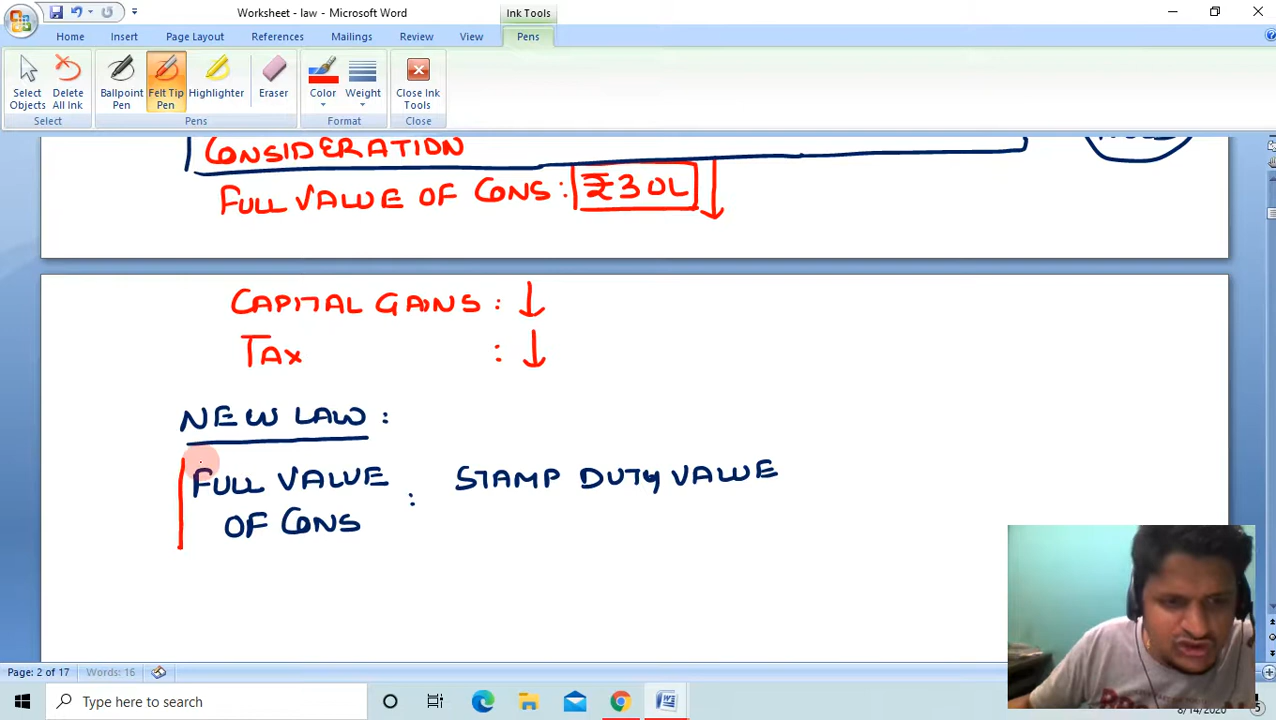 Worksheet - law - Microsoft Word
Ink Tools
Home Insert Page Layout References Mailings Review View Pens
Select Objects
Delete All Ink
Ballpoint Pen
Felt Tip Pen
Highlighter
Eraser
Color
Weight
Close Ink Tools
Select Pens Format Close
CONSIDERATION
FULL VALUE OF CONS : ₹30L
CAPITAL GAINS :
TAX :
NEW LAW :
FULL VALUE OF CONS : STAMP DUTY VALUE
Page: 2 of 17 Words: 16
Type here to search
8/14/2020